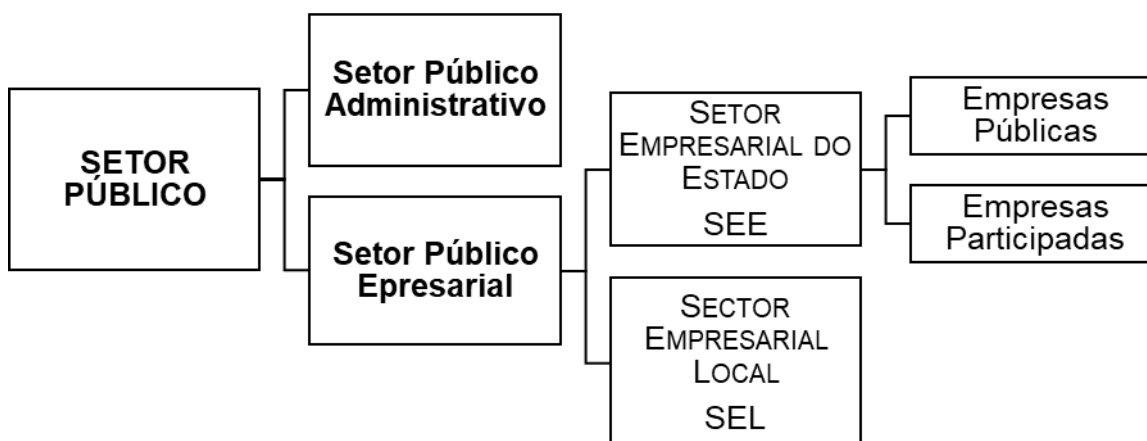 SETOR
PÚBLICO
Setor Público
Administrativo
Setor Público
Epresarial
SETOR
EMPRESARIAL DO
ESTADO
SEE
SECTOR
EMPRESARIAL
LOCAL
SEL
Empresas
Públicas
Empresas
Participadas